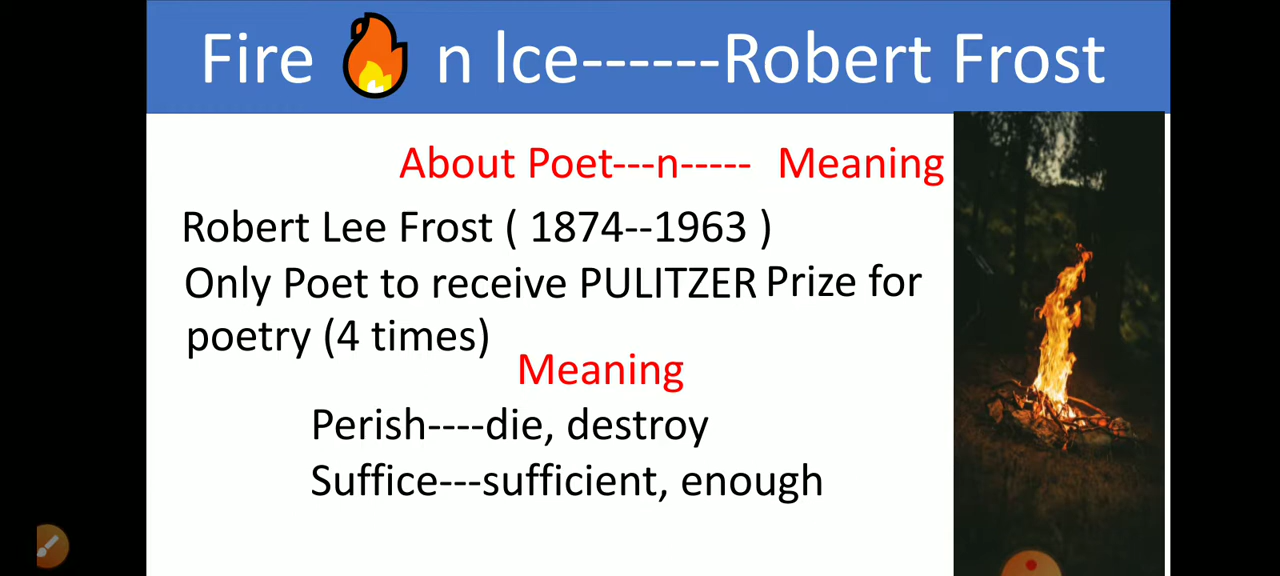 Fire 🔥 n Ice------Robert Frost
About Poet---n----- Meaning
Robert Lee Frost ( 1874--1963 )
Only Poet to receive PULITZER Prize for
poetry (4 times)
Meaning
Perish----die, destroy
Suffice---sufficient, enough